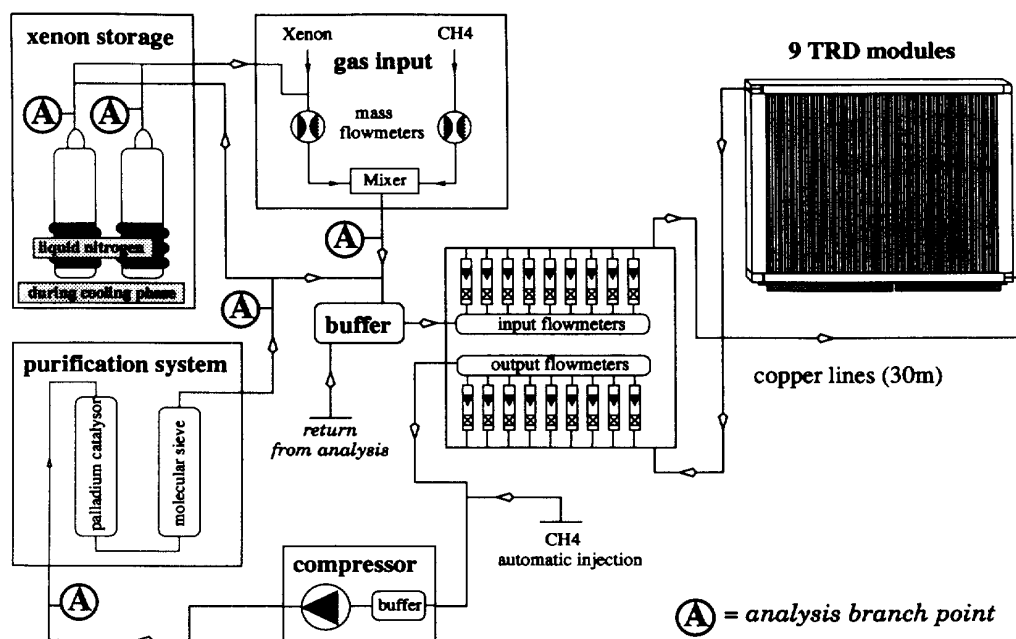 xenon storage
A
A
liquid nitrogen
during cooling phase
Xenon
CH4
gas input
mass
flowmeters
Mixer
A
9 TRD modules
A
buffer
input flowmeters
output flowmeters
copper lines (30m)
return
from analysis
purification system
palladium catalysor
molecular sieve
CH4
automatic injection
compressor
buffer
A
A = analysis branch point